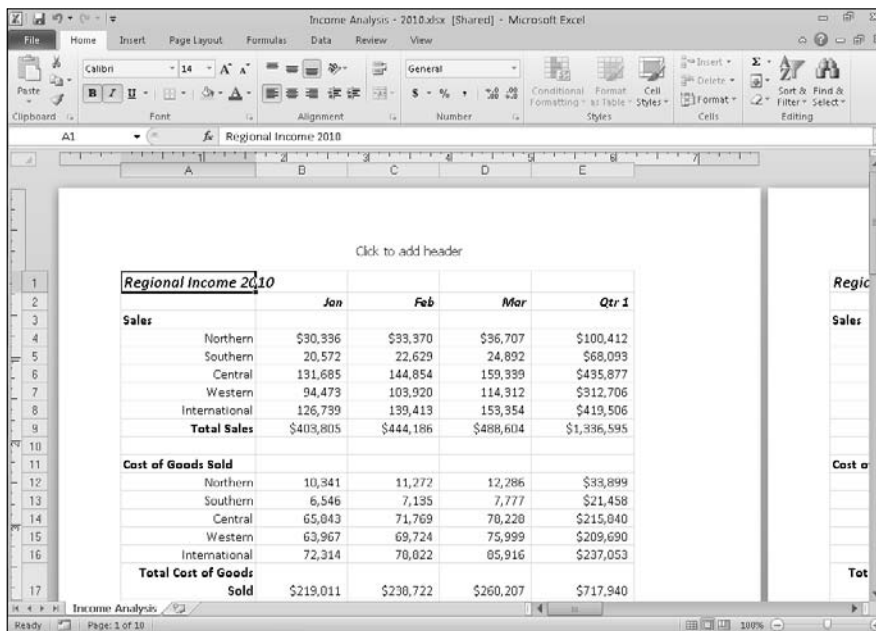 Income Analysis - 2010.xlsx [Shared] - Microsoft Excel
File Home Insert Page Layout Formulas Data Review View
Paste
Calibri 14 A A
B I U A
General
$ % ,
Conditional Formatting
Format as Table
Cell Styles
Insert
Delete
Format
Σ
Sort & Filter
Find & Select
Clipboard Font Alignment Number Styles Cells Editing
A1 fx Regional Income 2010
1 2 3 4 5 6 7
A B C D E
Click to add header
1 Regional Income 2010 Regio
2 Jan Feb Mar Qtr 1
3 Sales Sales
4 Northern $30,336 $33,370 $36,707 $100,412
5 Southern 20,572 22,629 24,892 $68,093
6 Central 131,685 144,854 159,339 $435,877
7 Western 94,473 103,920 114,312 $312,706
8 International 126,739 139,413 153,354 $419,506
9 Total Sales $403,805 $444,186 $488,604 $1,336,595
10
11 Cost of Goods Sold Cost o
12 Northern 10,341 11,272 12,286 $33,899
13 Southern 6,546 7,135 7,777 $21,458
14 Central 65,843 71,769 78,228 $215,840
15 Western 63,967 69,724 75,999 $209,690
16 International 72,314 78,822 85,916 $237,053
Total Cost of Goods Tot
17 Sold $219,011 $238,722 $260,207 $717,940
Income Analysis
Ready Page: 1 of 10 100%